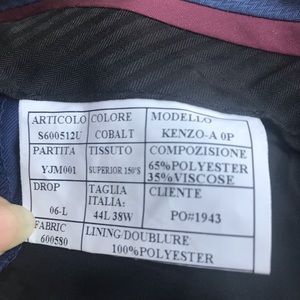 ARTICOLO COLORE MODELLO
S600512U COBALT KENZO-A 0P
PARTITA TISSUTO COMPOZISIONE
YJM001 SUPERIOR 150'S 65%POLYESTER
35%VISCOSE
DROP TAGLIA CLIENTE
ITALIA:
06-L 44L 38W PO#1943
FABRIC LINING/DOUBLURE
600580 100%POLYESTER